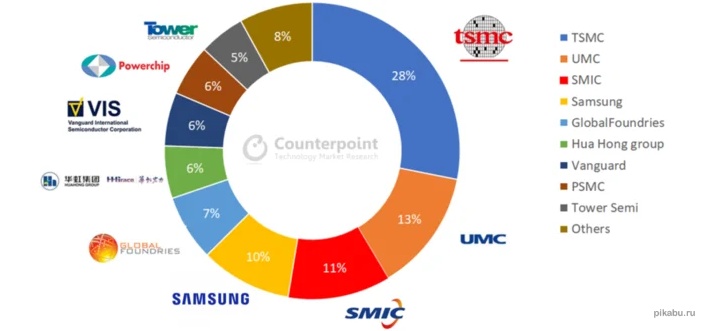 Tower
Semiconductor
Powerchip
VIS
Vanguard International
Semiconductor Corporation
华虹集团
HUAHONG GROUP
GLOBAL
FOUNDRIES
SAMSUNG
SMIC
UMC
tsmc
28%
13%
11%
10%
7%
6%
6%
6%
5%
8%
Counterpoint
Technology Market Research
TSMC
UMC
SMIC
Samsung
GlobalFoundries
Hua Hong group
Vanguard
PSMC
Tower Semi
Others
pikabu.ru